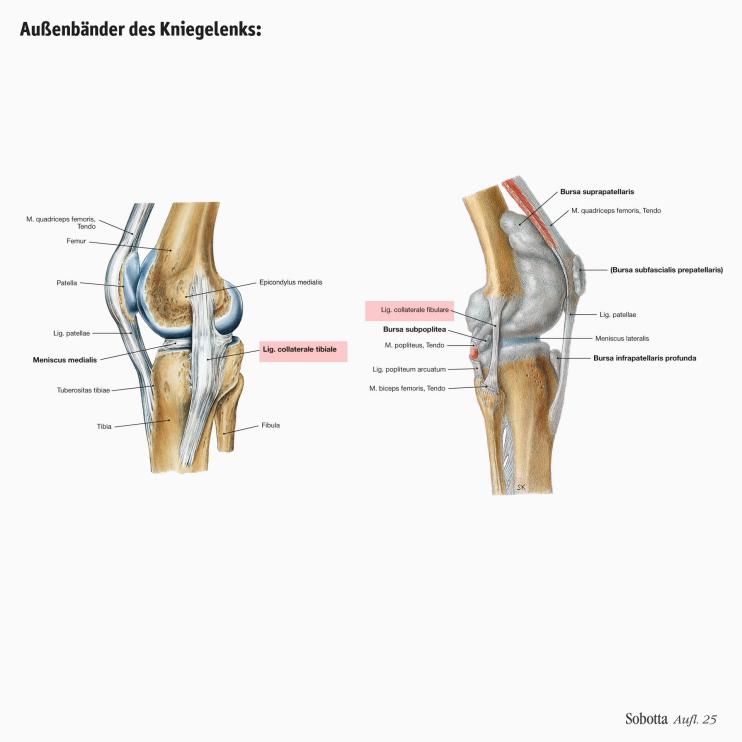 Außenbänder des Kniegelenks:
M. quadriceps femoris,
Tendo
Femur
Patella
Lig. patellae
Meniscus medialis
Tuberositas tibiae
Tibia
Epicondylus medialis
Lig. collaterale tibiale
Fibula
Bursa suprapatellaris
M. quadriceps femoris, Tendo
(Bursa subfascialis prepatellaris)
Lig. collaterale fibulare
Bursa subpoplitea
M. popliteus, Tendo
Lig. popliteum arcuatum
M. biceps femoris, Tendo
Lig. patellae
Meniscus lateralis
Bursa infrapatellaris profunda
SK
Sobotta Aufl. 25